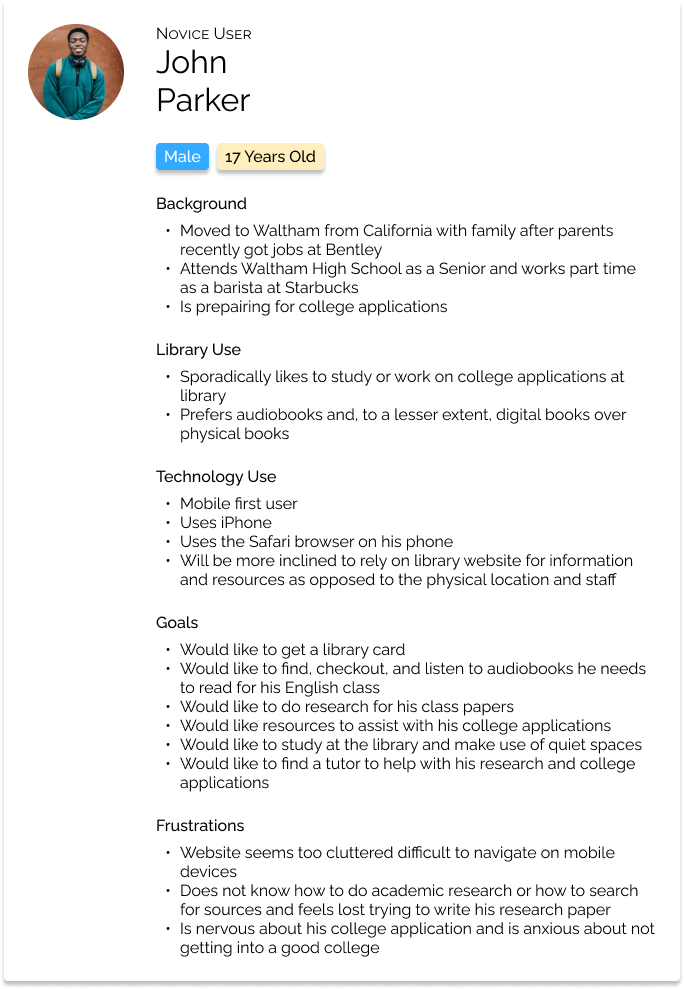 Novice User
John
Parker
Male 17 Years Old
Background
• Moved to Waltham from California with family after parents
recently got jobs at Bentley
• Attends Waltham High School as a Senior and works part time
as a barista at Starbucks
• Is prepairing for college applications
Library Use
• Sporadically likes to study or work on college applications at
library
• Prefers audiobooks and, to a lesser extent, digital books over
physical books
Technology Use
• Mobile first user
• Uses iPhone
• Uses the Safari browser on his phone
• Will be more inclined to rely on library website for information
and resources as opposed to the physical location and staff
Goals
• Would like to get a library card
• Would like to find, checkout, and listen to audiobooks he needs
to read for his English class
• Would like to do research for his class papers
• Would like resources to assist with his college applications
• Would like to study at the library and make use of quiet spaces
• Would like to find a tutor to help with his research and college
applications
Frustrations
• Website seems too cluttered difficult to navigate on mobile
devices
• Does not know how to do academic research or how to search
for sources and feels lost trying to write his research paper
• Is nervous about his college application and is anxious about not
getting into a good college